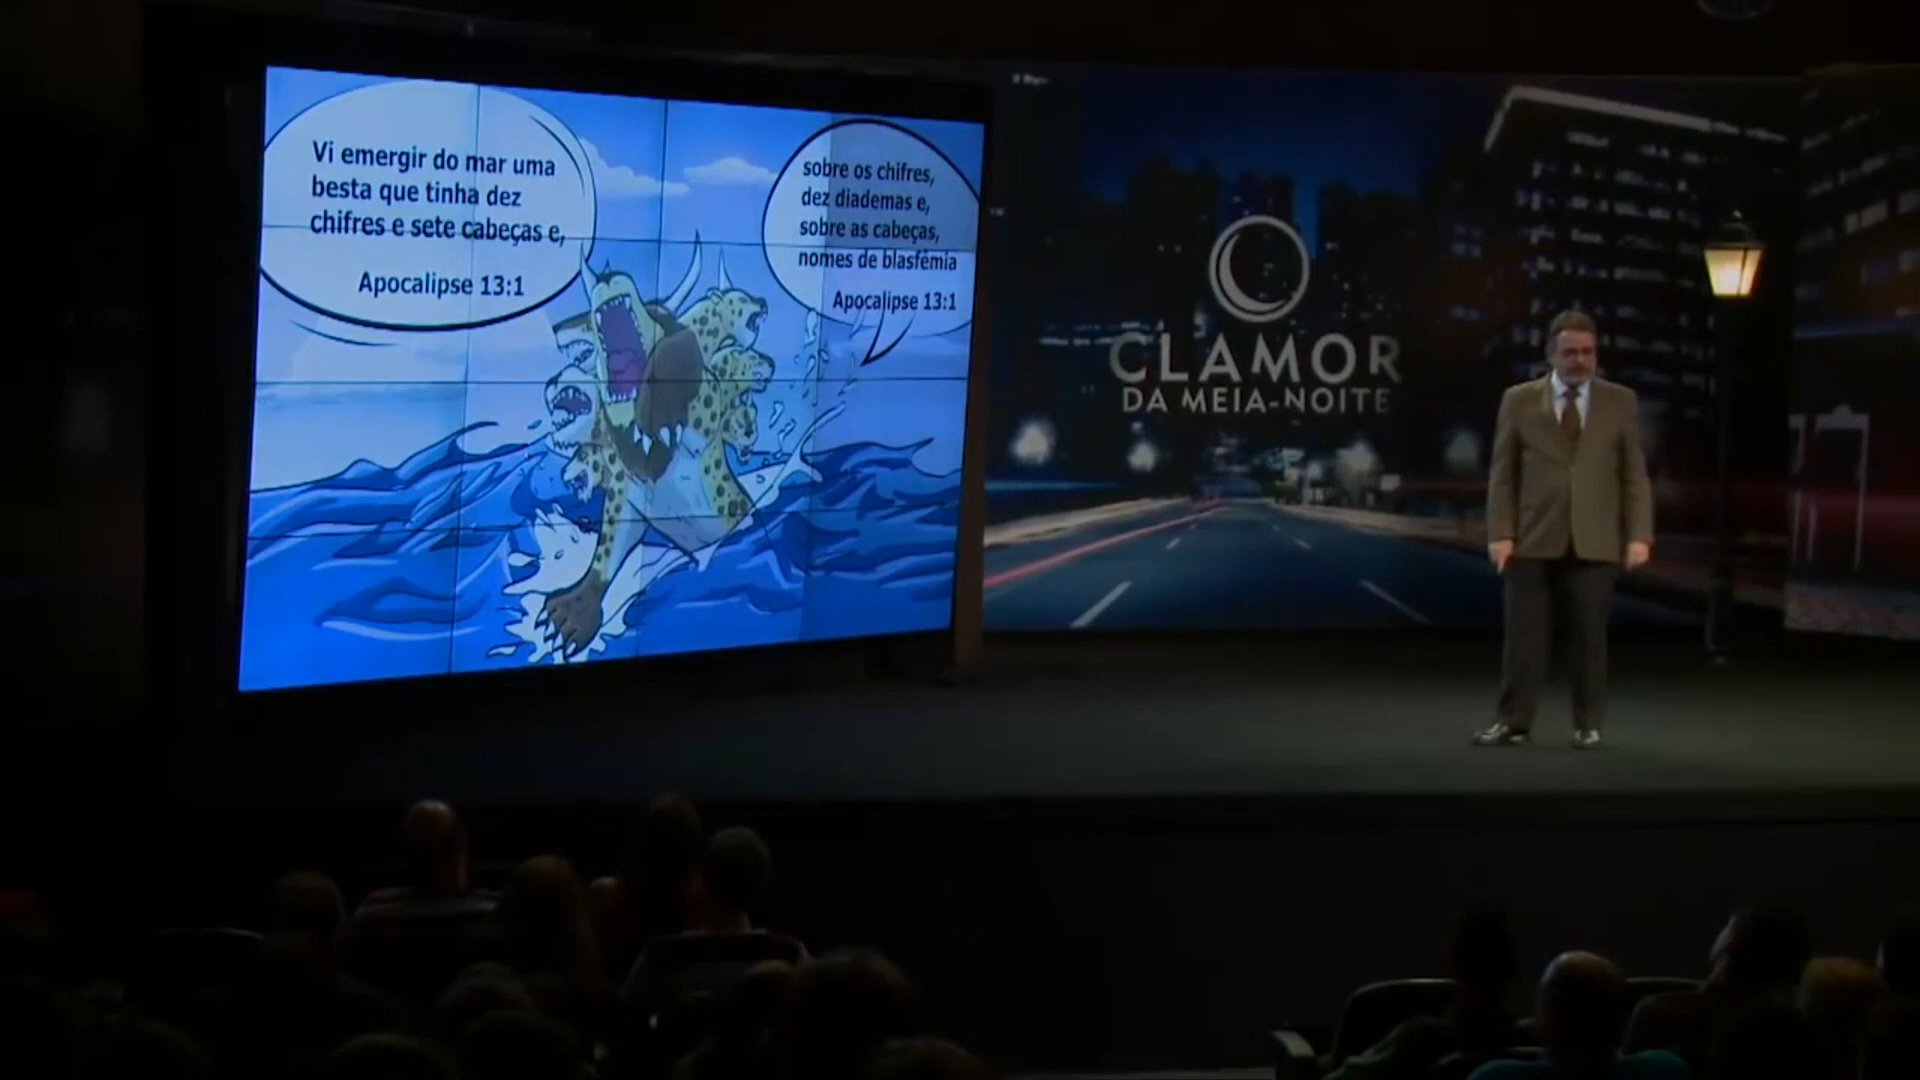 Vi emergir do mar uma
besta que tinha dez
chifres e sete cabeças e,
Apocalipse 13:1
sobre os chifres,
dez diademas e,
sobre as cabeças,
nomes de blasfêmia
Apocalipse 13:1
CLAMOR
DA MEIA-NOITE